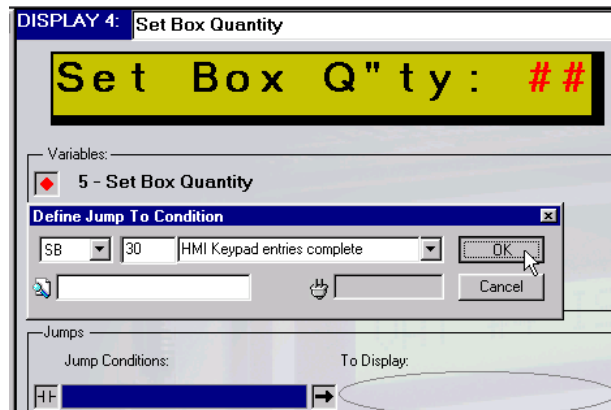 DISPLAY 4: Set Box Quantity
Set Box Q"ty: ##
Variables:
5 - Set Box Quantity
Define Jump To Condition
SB 30 HMI Keypad entries complete OK
Cancel
Jumps
Jump Conditions: To Display: